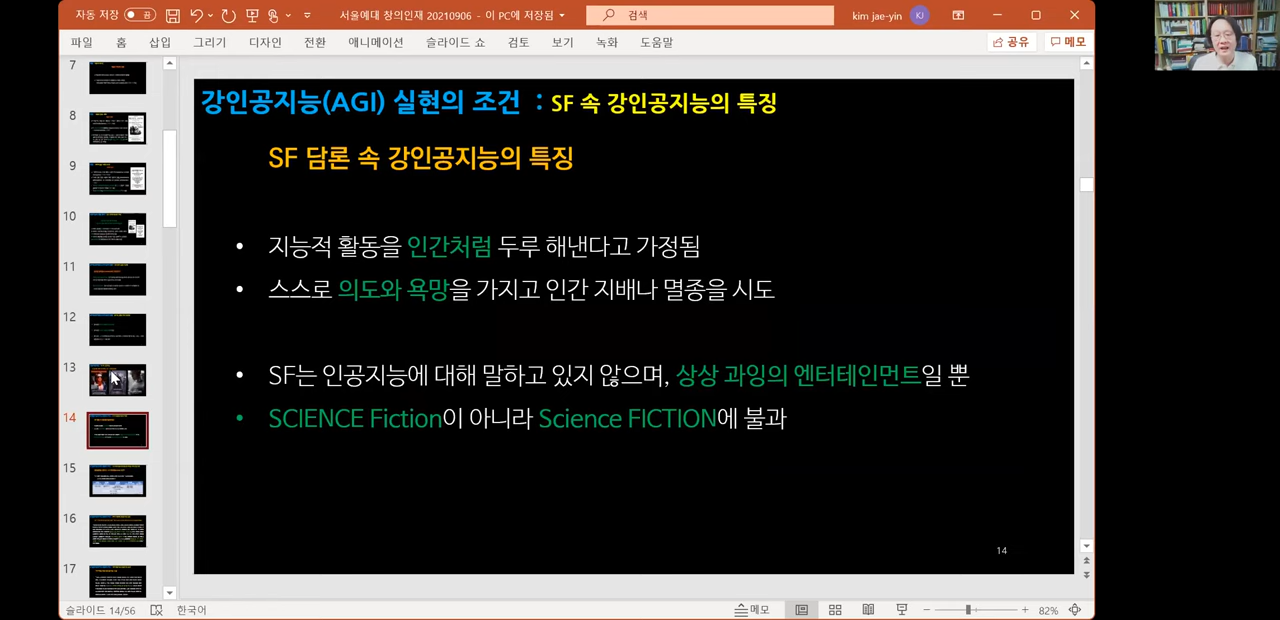 자동 저장 끔 서울예대 창의인재 20210906 - 이 PC에 저장됨 검색 kim jae-yin KJ
파일 홈 삽입 그리기 디자인 전환 애니메이션 슬라이드 쇼 검토 보기 녹화 도움말 공유 메모
7
8
9
10
11
12
13
14
15
16
17
강인공지능(AGI) 실현의 조건 : SF 속 강인공지능의 특징
SF 담론 속 강인공지능의 특징
• 지능적 활동을 인간처럼 두루 해낸다고 가정됨
• 스스로 의도와 욕망을 가지고 인간 지배나 멸종을 시도
• SF는 인공지능에 대해 말하고 있지 않으며, 상상 과잉의 엔터테인먼트일 뿐
• SCIENCE Fiction이 아니라 Science FICTION에 불과
14
슬라이드 14/56 한국어 메모 82%